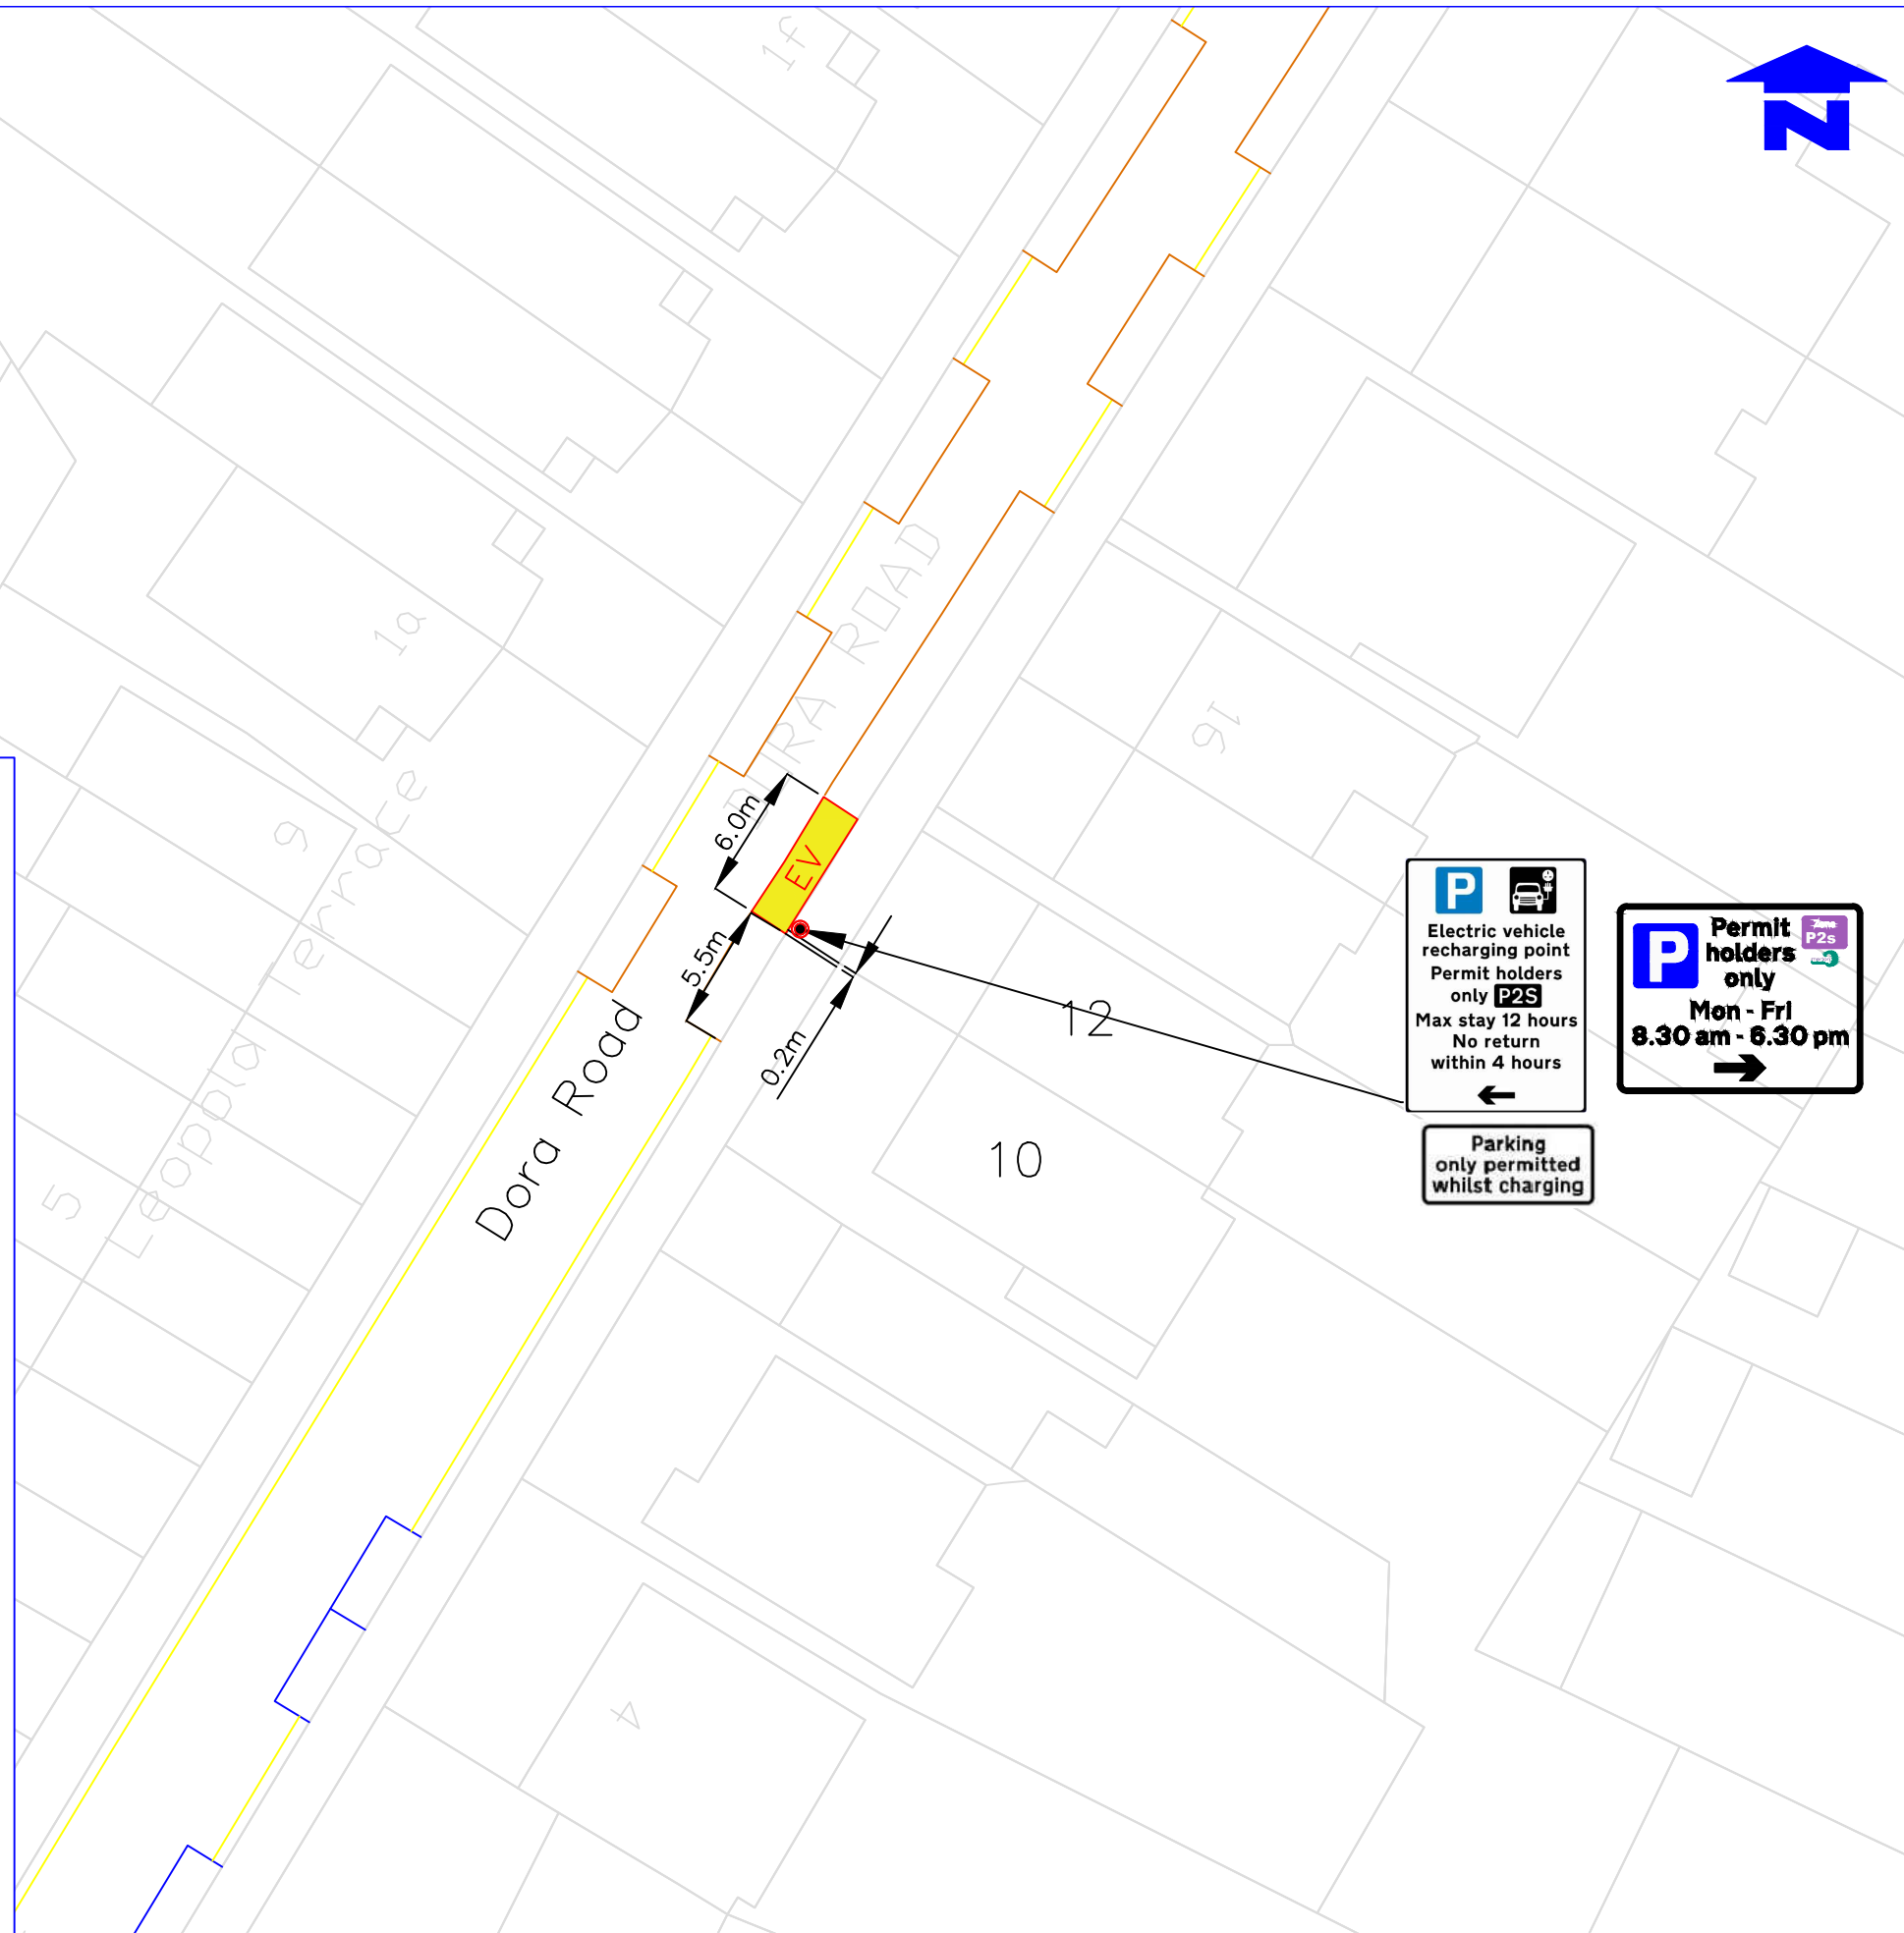 1f
N
DORA ROAD
1a
16
9
Leopold Terrace
6.0m
EV
5.5m
0.2m
12
10
Dora Road
5
4
P
Electric vehicle
recharging point
Permit holders
only P2S
Max stay 12 hours
No return
within 4 hours
Parking
only permitted
whilst charging
P
Permit
holders
only
Zone
P2s
Mon - Fri
8.30 am - 6.30 pm